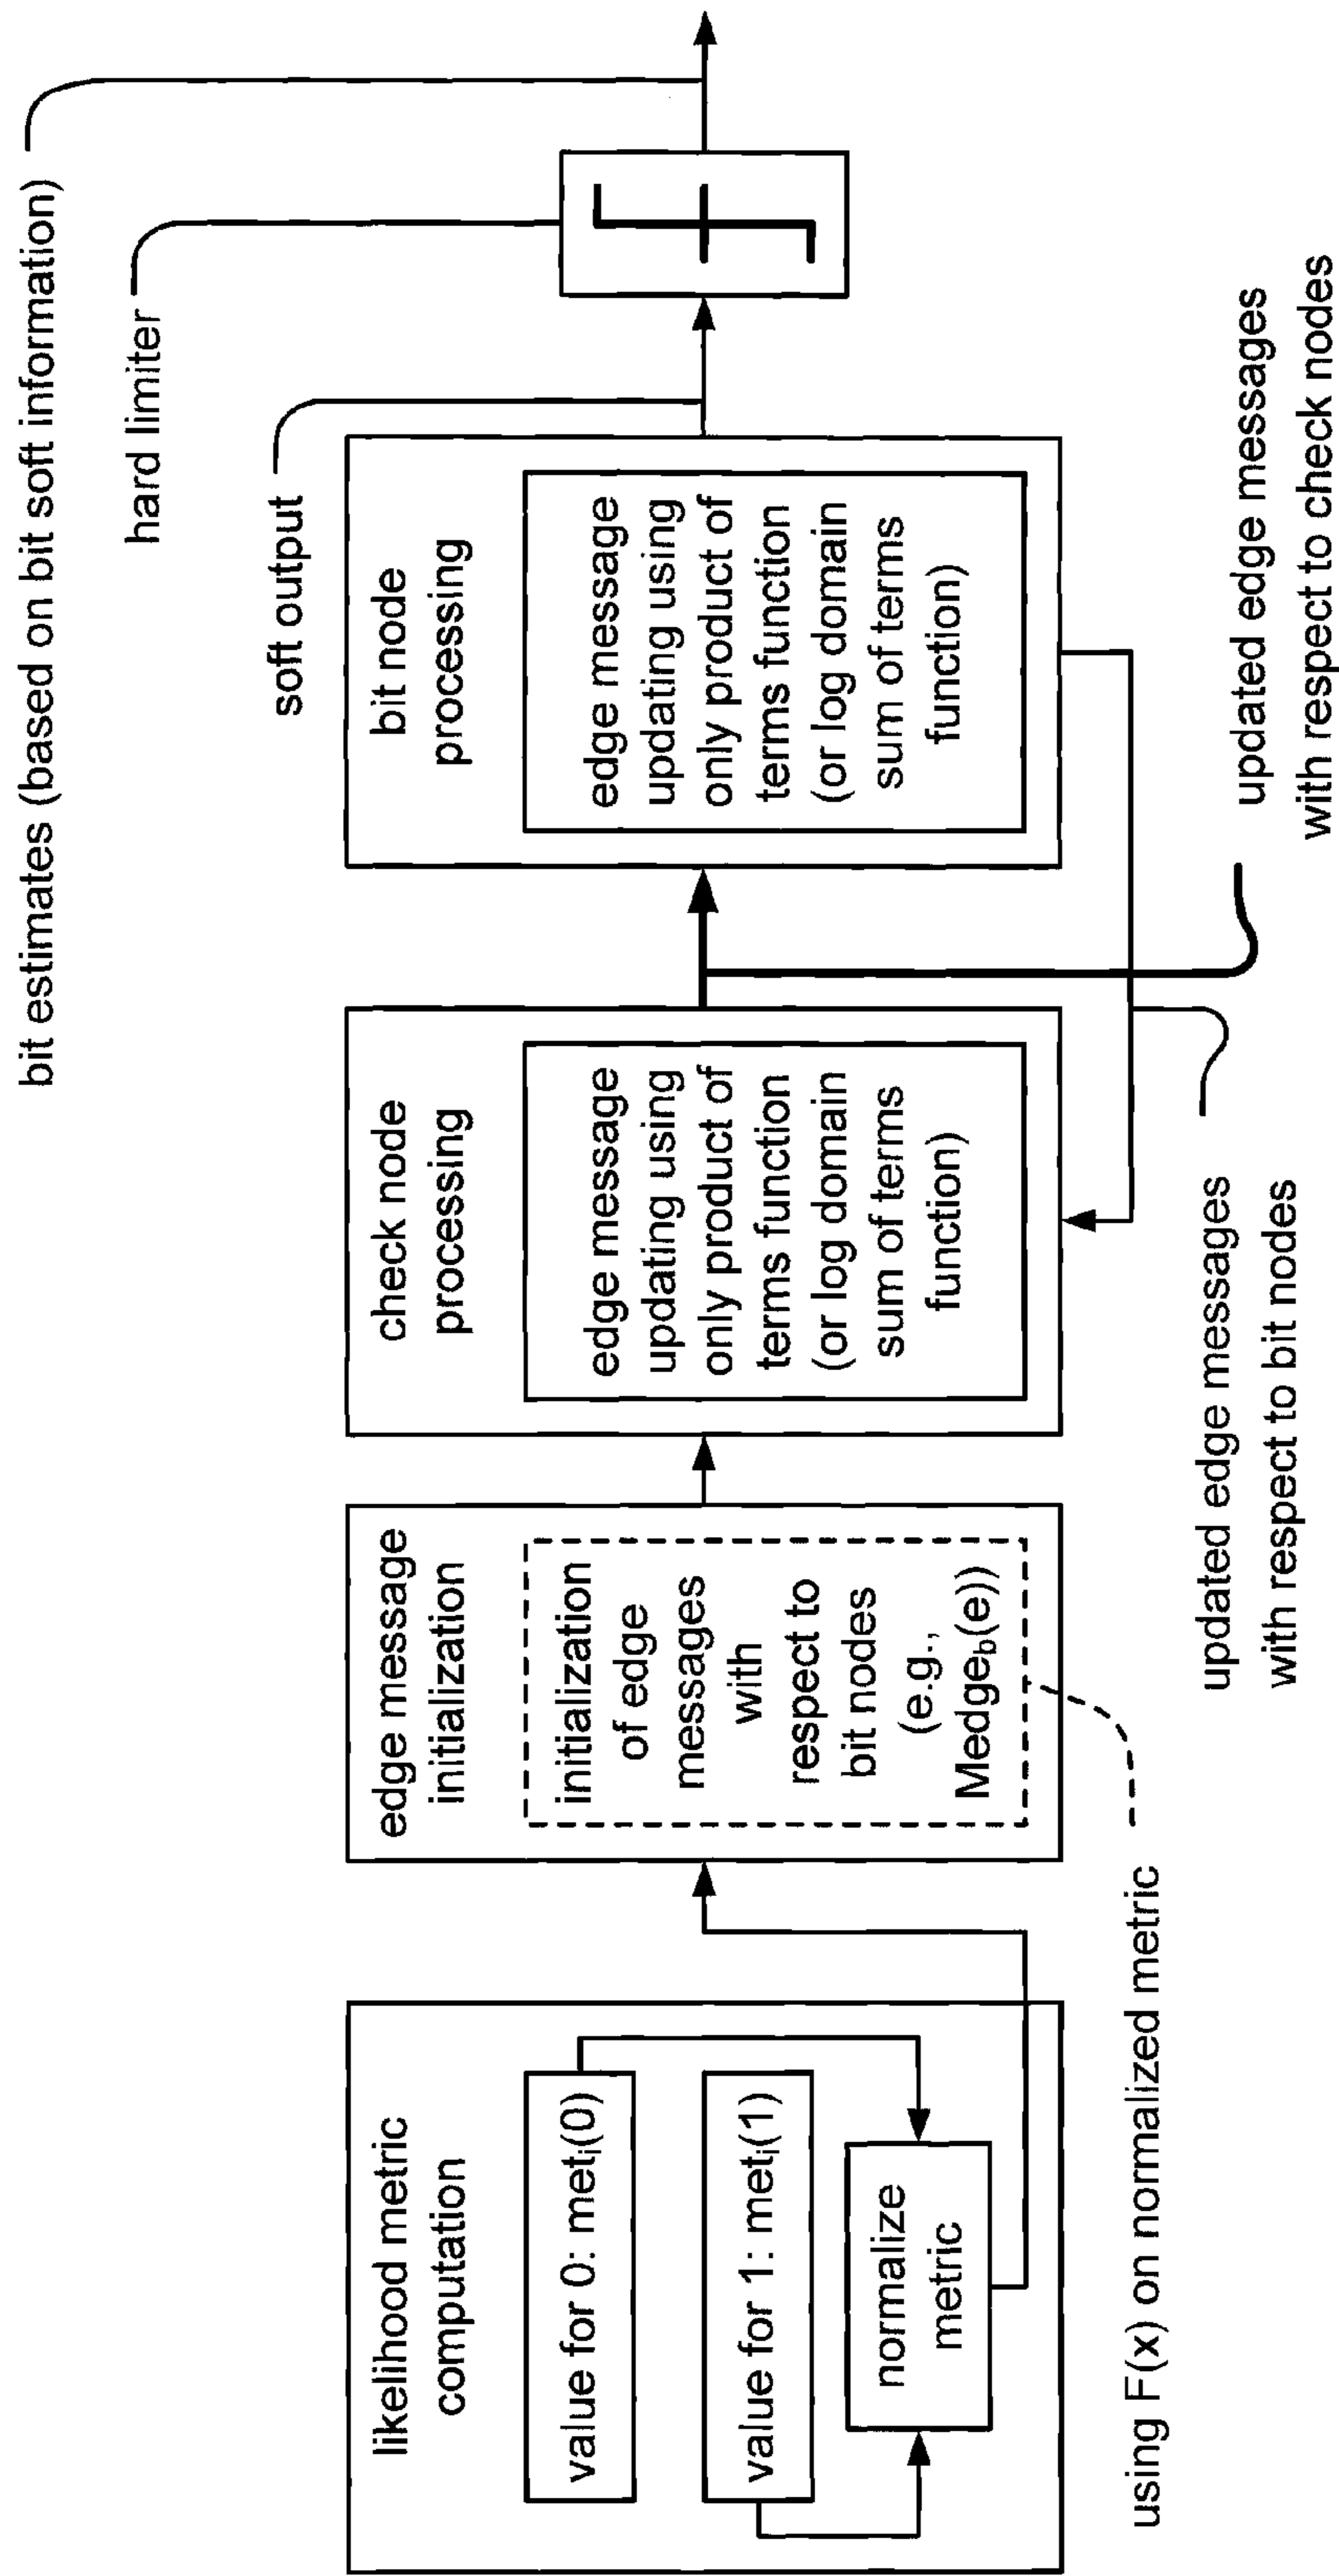 bit estimates (based on bit soft information)
hard limiter
soft output
likelihood metric
computation
value for 0: metᵢ(0)
value for 1: metᵢ(1)
normalize
metric
edge message
initialization
initialization
of edge
messages
with
respect to
bit nodes
(e.g.,
Medge_b(e))
check node
processing
edge message
updating using
only product of
terms function
(or log domain
sum of terms
function)
bit node
processing
edge message
updating using
only product of
terms function
(or log domain
sum of terms
function)
using F(x) on normalized metric
updated edge messages
with respect to bit nodes
updated edge messages
with respect to check nodes